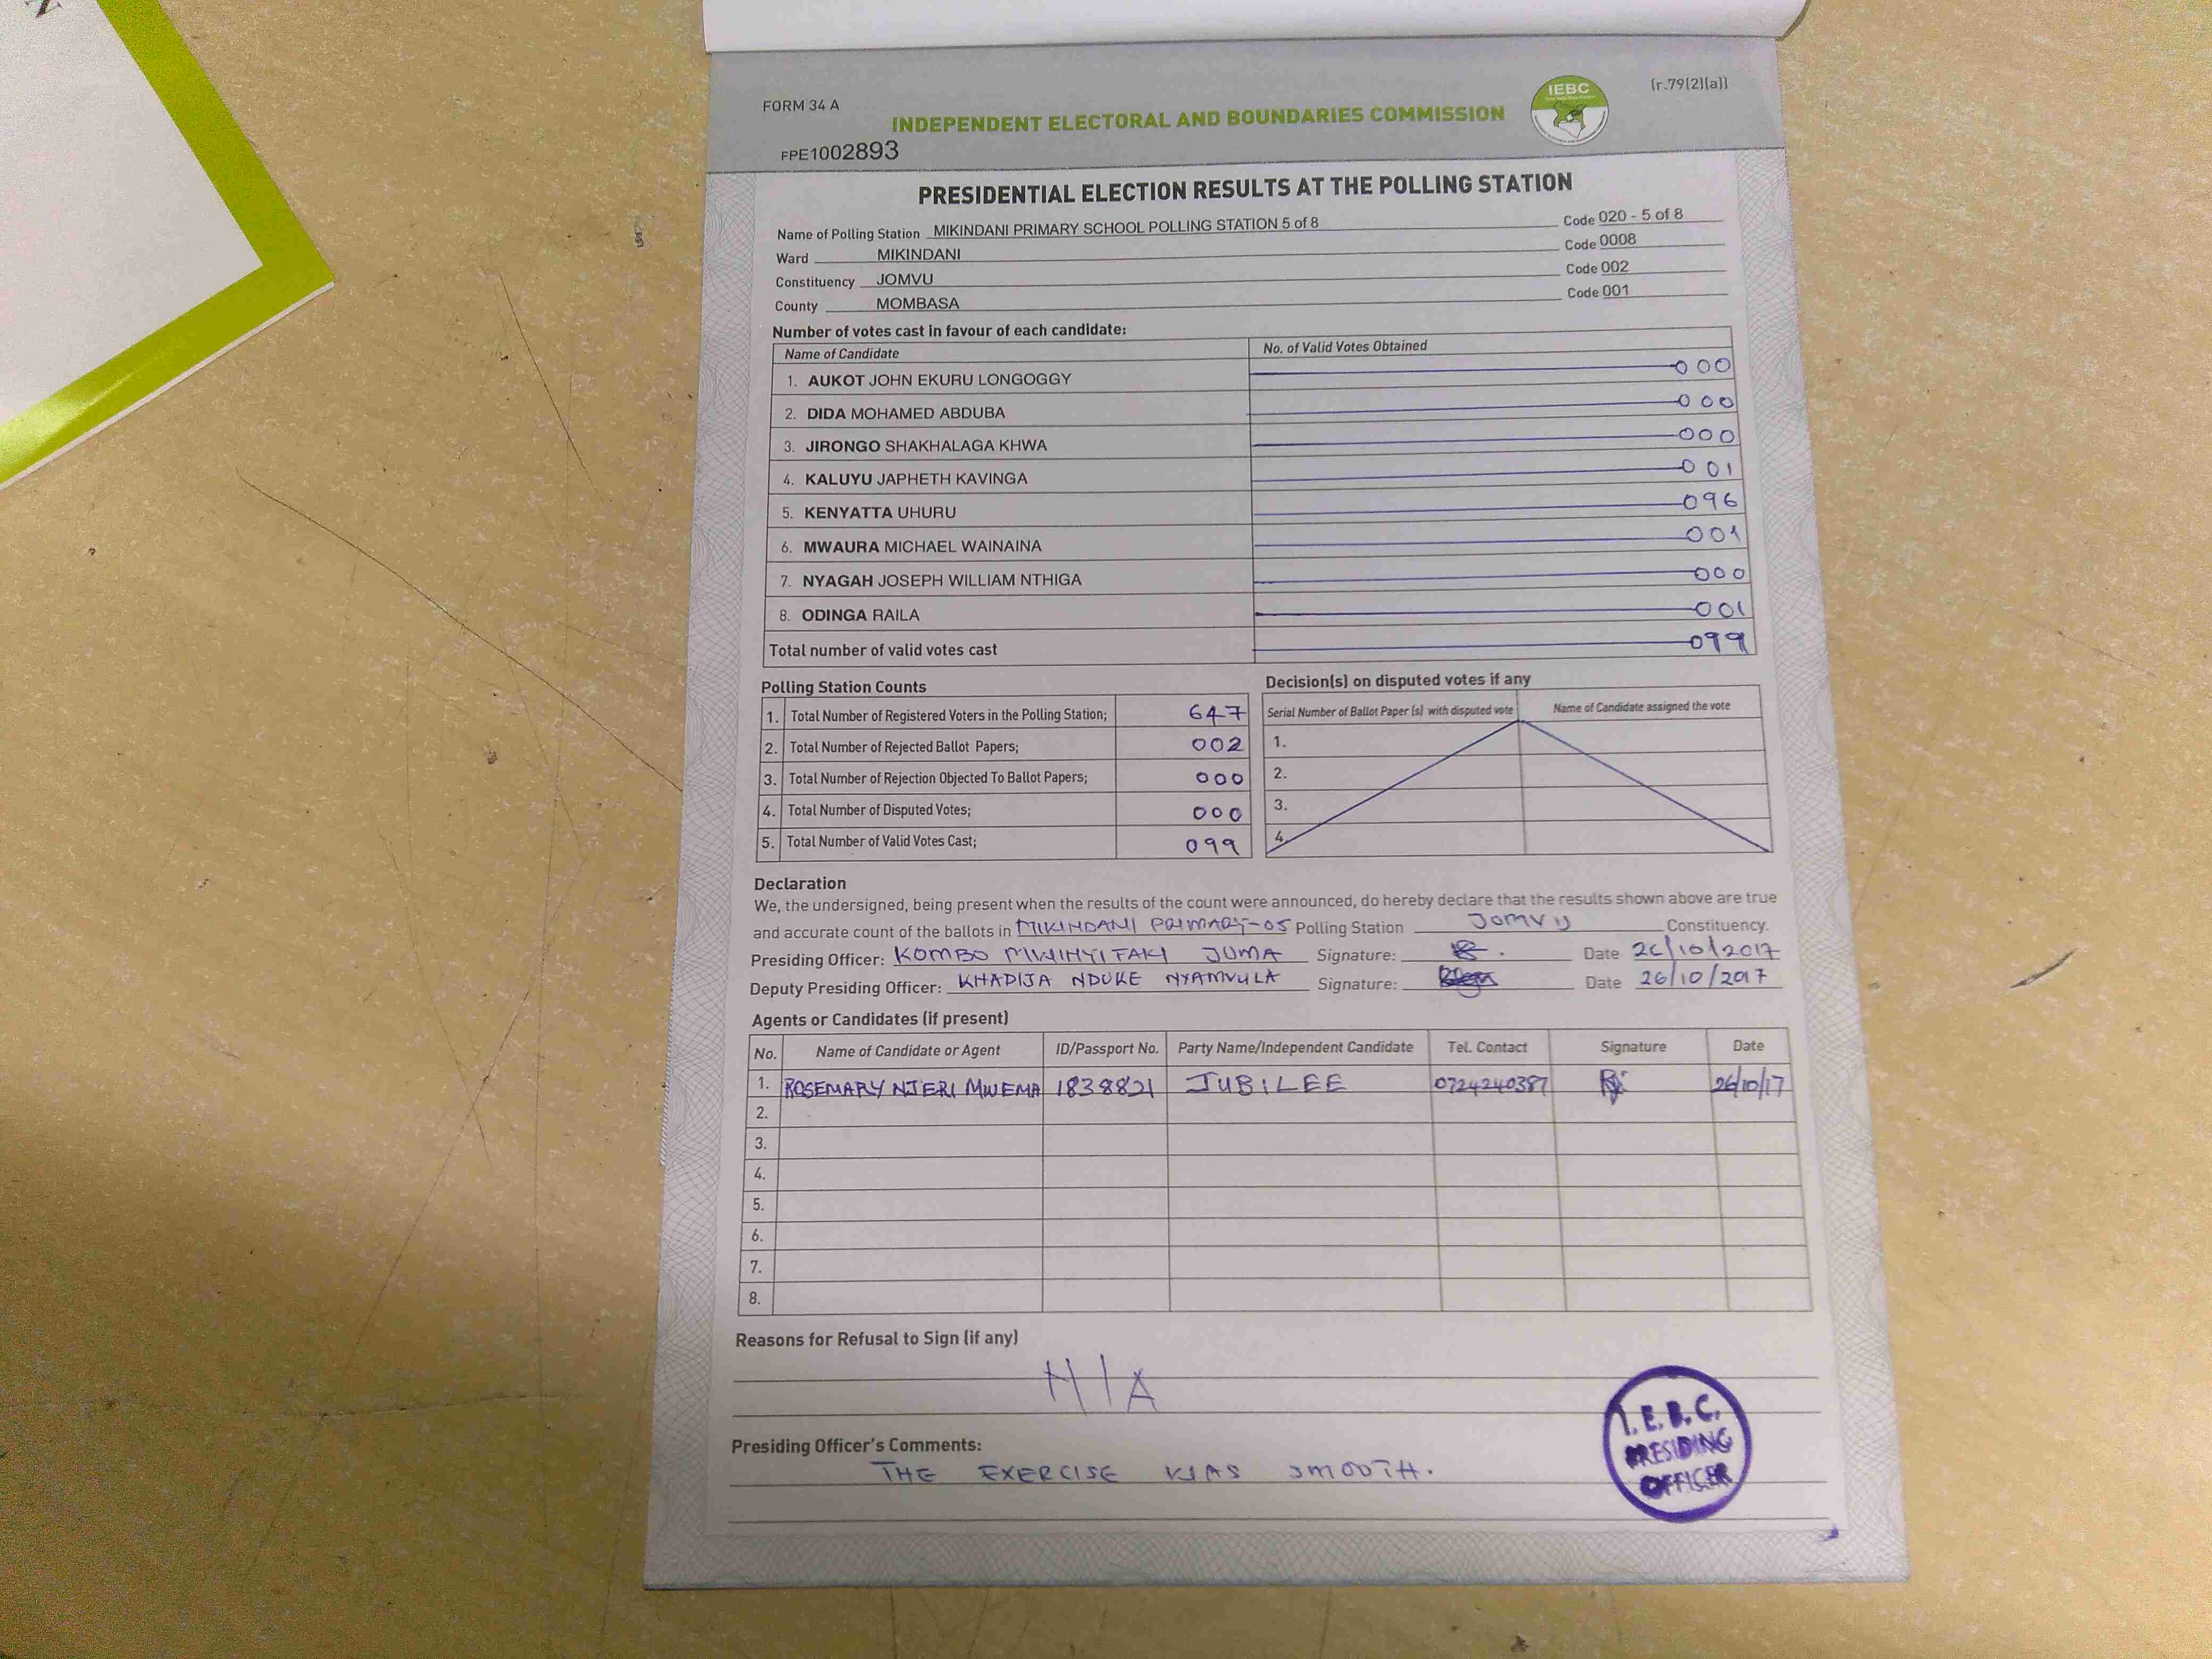 FORM 34 A
[r.79(2)(a)]
INDEPENDENT ELECTORAL AND BOUNDARIES COMMISSION
IEBC
FPE1002893
PRESIDENTIAL ELECTION RESULTS AT THE POLLING STATION
Name of Polling Station MIKINDANI PRIMARY SCHOOL POLLING STATION 5 of 8 Code 020 - 5 of 8
Ward MIKINDANI Code 0008
Constituency JOMVU Code 002
County MOMBASA Code 001
Number of votes cast in favour of each candidate:
Name of Candidate No. of Valid Votes Obtained
1. AUKOT JOHN EKURU LONGOGGY 000
2. DIDA MOHAMED ABDUBA 000
3. JIRONGO SHAKHALAGA KHWA 000
4. KALUYU JAPHETH KAVINGA 001
5. KENYATTA UHURU 096
6. MWAURA MICHAEL WAINAINA 001
7. NYAGAH JOSEPH WILLIAM NTHIGA 000
8. ODINGA RAILA 001
Total number of valid votes cast 099
Polling Station Counts
1. Total Number of Registered Voters in the Polling Station; 647
2. Total Number of Rejected Ballot Papers; 002
3. Total Number of Rejection Objected To Ballot Papers; 000
4. Total Number of Disputed Votes; 000
5. Total Number of Valid Votes Cast; 099
Decision(s) on disputed votes if any
Serial Number of Ballot Paper (s) with disputed vote Name of Candidate assigned the vote
1.
2.
3.
4.
Declaration
We, the undersigned, being present when the results of the count were announced, do hereby declare that the results shown above are true
and accurate count of the ballots in MIKINDANI PRIMARY-05 Polling Station JOMVU Constituency.
Presiding Officer: KOMBO MWINYIFAKI JUMA Signature: Date 26/10/2017
Deputy Presiding Officer: KHADIJA NDUKE NYAMVULA Signature: Date 26/10/2017
Agents or Candidates (if present)
No. Name of Candidate or Agent ID/Passport No. Party Name/Independent Candidate Tel. Contact Signature Date
1. ROSEMARY NJERI MWEMA 1838821 JUBILEE 0724240387 26/10/17
2.
3.
4.
5.
6.
7.
8.
Reasons for Refusal to Sign (if any)
N/A
Presiding Officer's Comments:
THE EXERCISE WAS SMOOTH.
I.E.B.C.
PRESIDING
OFFICER